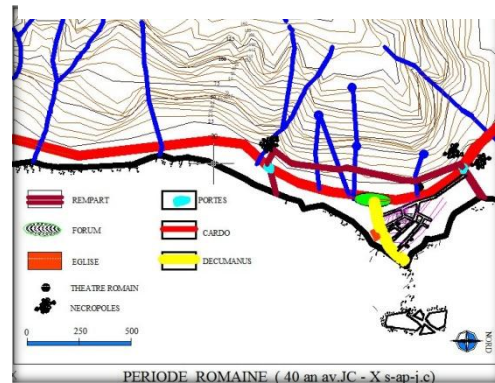 REMPART
PORTES
FORUM
CARDO
EGLISE
DECUMANUS
THEATRE ROMAIN
NECROPOLES
0 250 500
NORD
PERIODE ROMAINE ( 40 an av.JC - X s-ap-j.c)